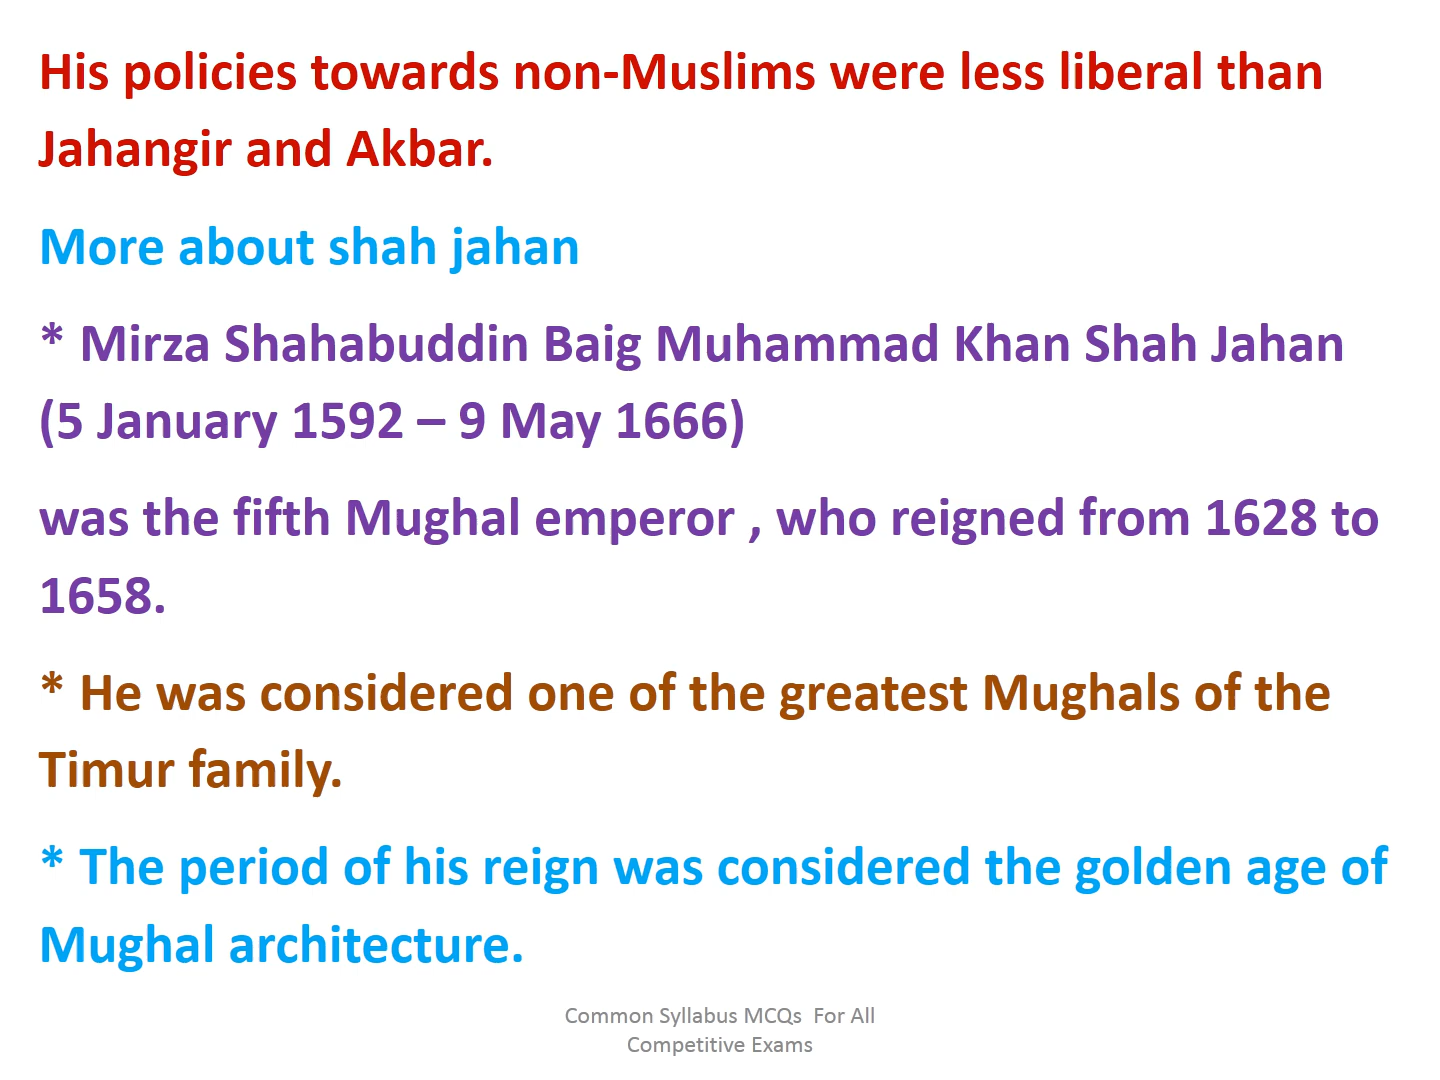 His policies towards non-Muslims were less liberal than
Jahangir and Akbar.
More about shah jahan
* Mirza Shahabuddin Baig Muhammad Khan Shah Jahan
(5 January 1592 – 9 May 1666)
was the fifth Mughal emperor , who reigned from 1628 to
1658.
* He was considered one of the greatest Mughals of the
Timur family.
* The period of his reign was considered the golden age of
Mughal architecture.
Common Syllabus MCQs  For All
Competitive Exams